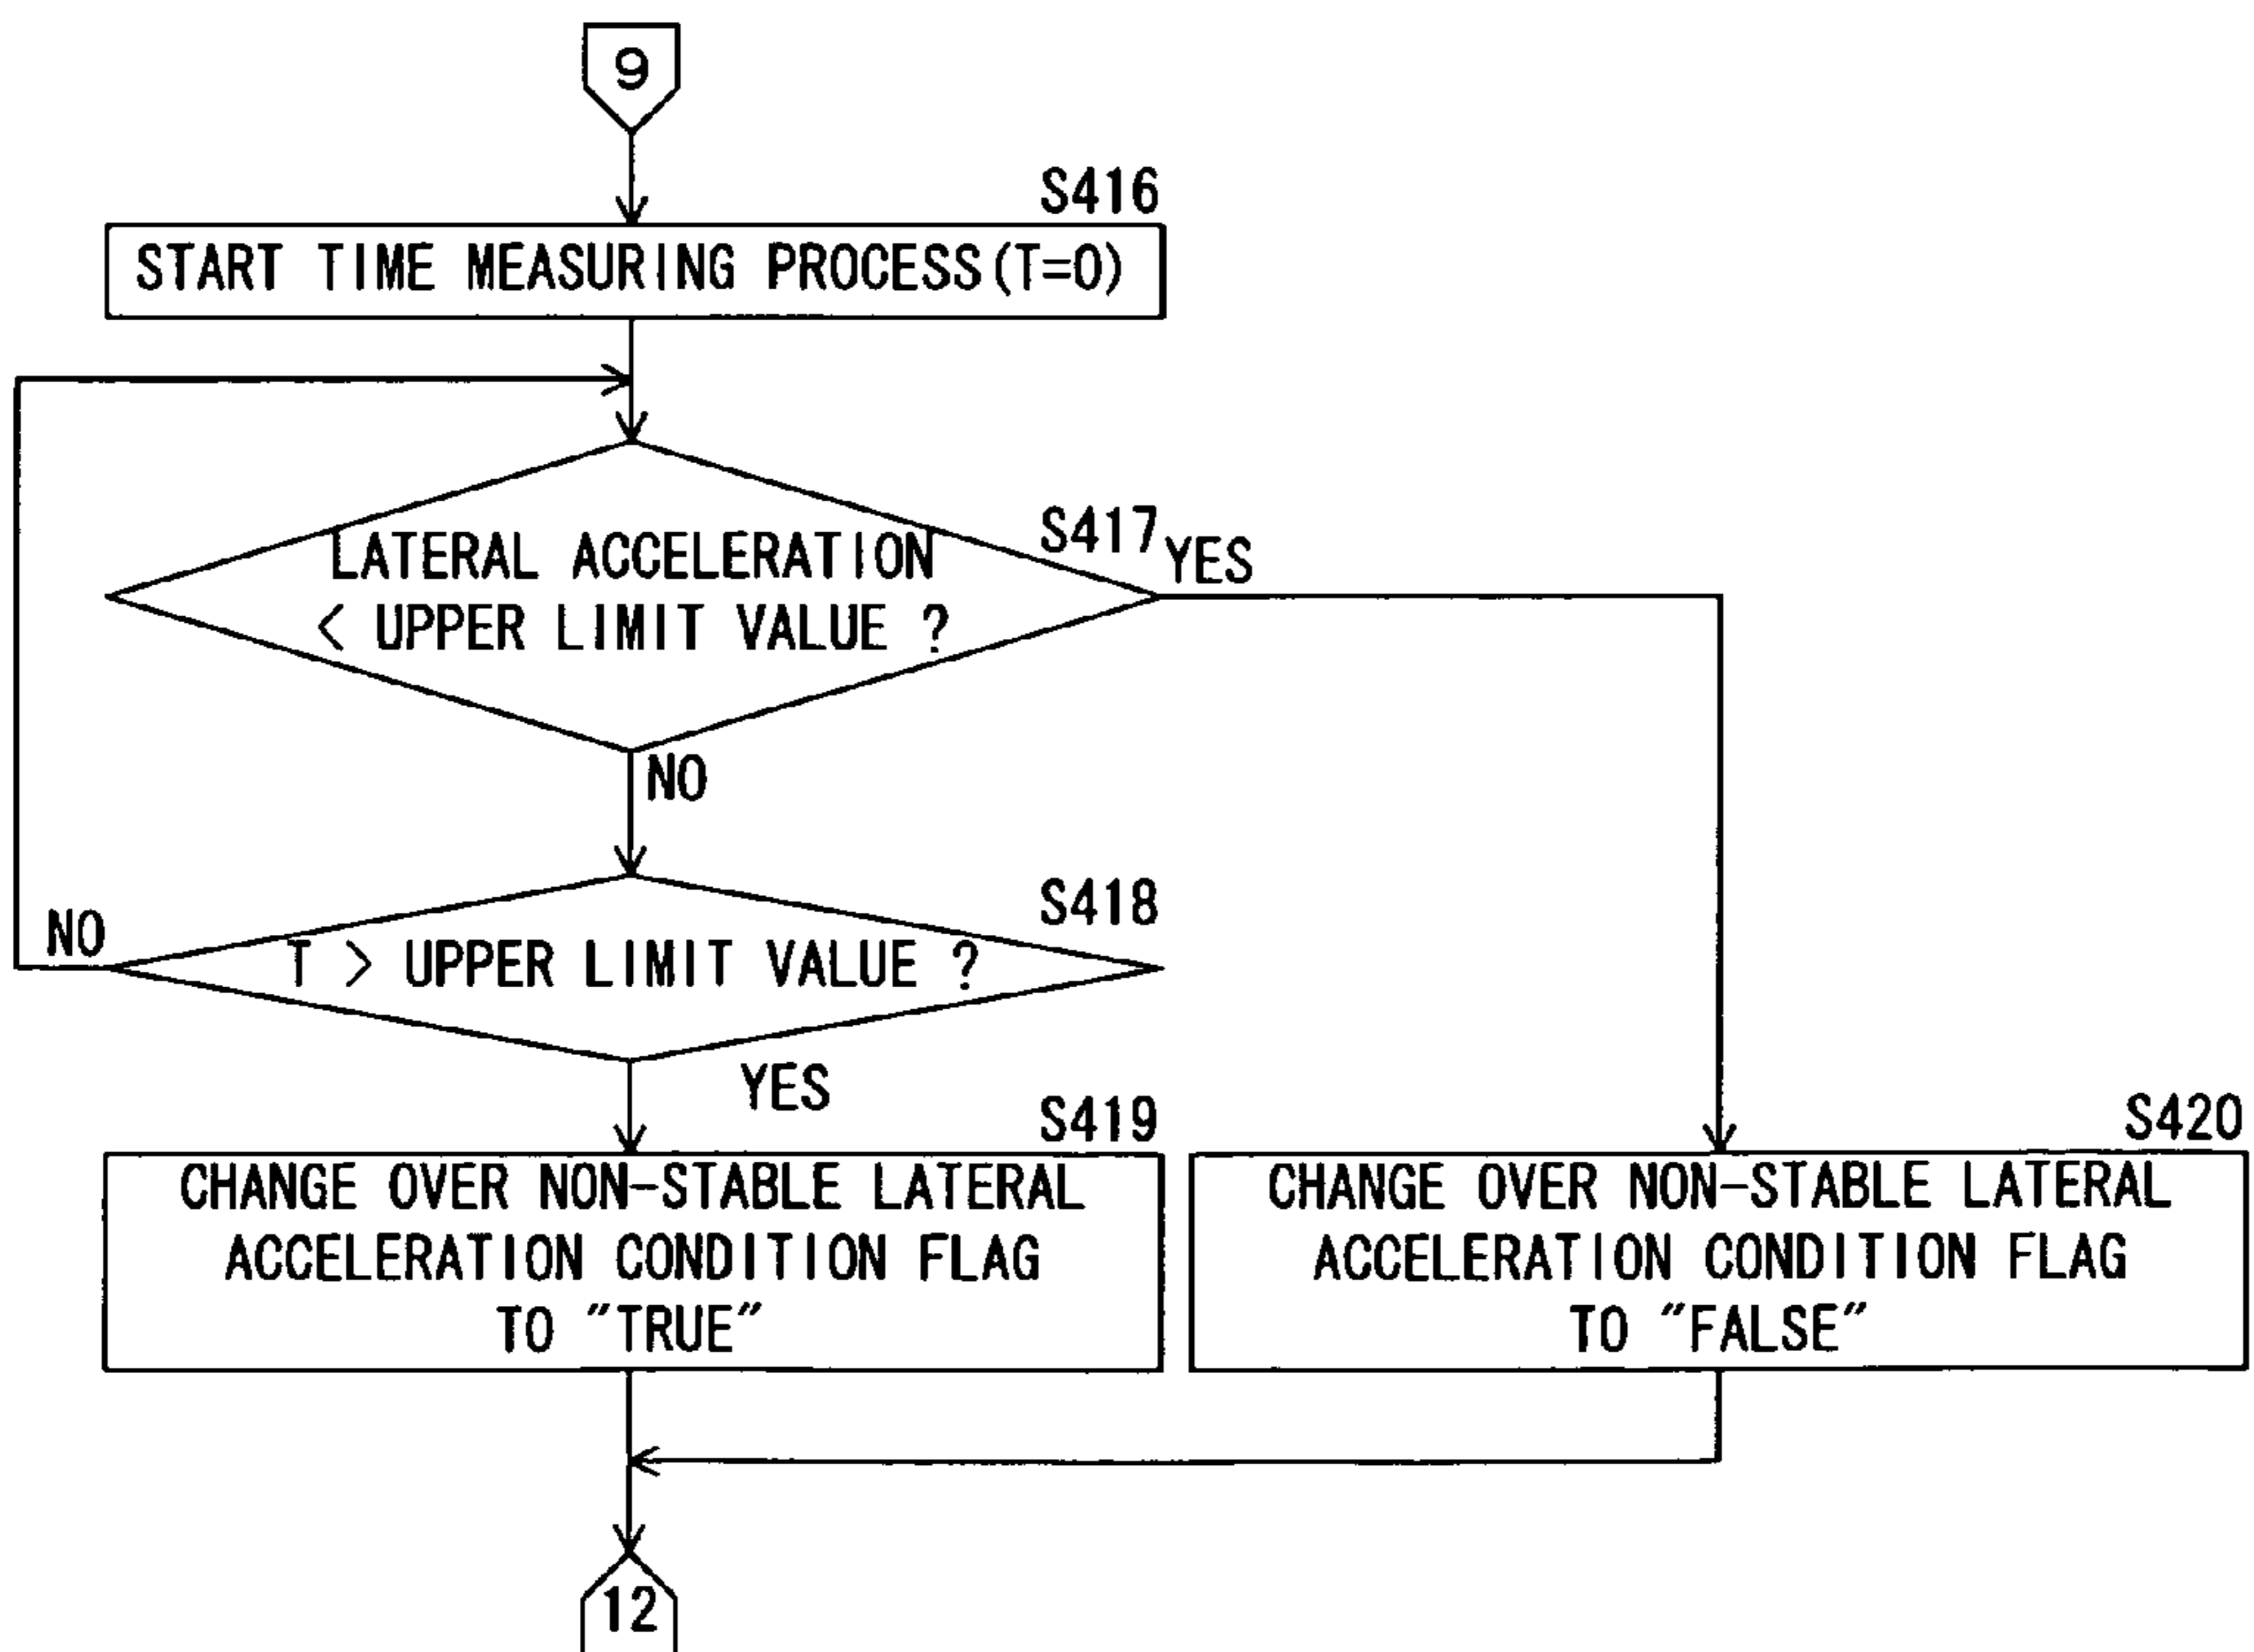 9
S416
START TIME MEASURING PROCESS(T=0)
S417
YES
LATERAL ACCELERATION
< UPPER LIMIT VALUE ?
NO
S418
NO
T > UPPER LIMIT VALUE ?
YES
S419
CHANGE OVER NON-STABLE LATERAL
ACCELERATION CONDITION FLAG
TO "TRUE"
S420
CHANGE OVER NON-STABLE LATERAL
ACCELERATION CONDITION FLAG
TO "FALSE"
12